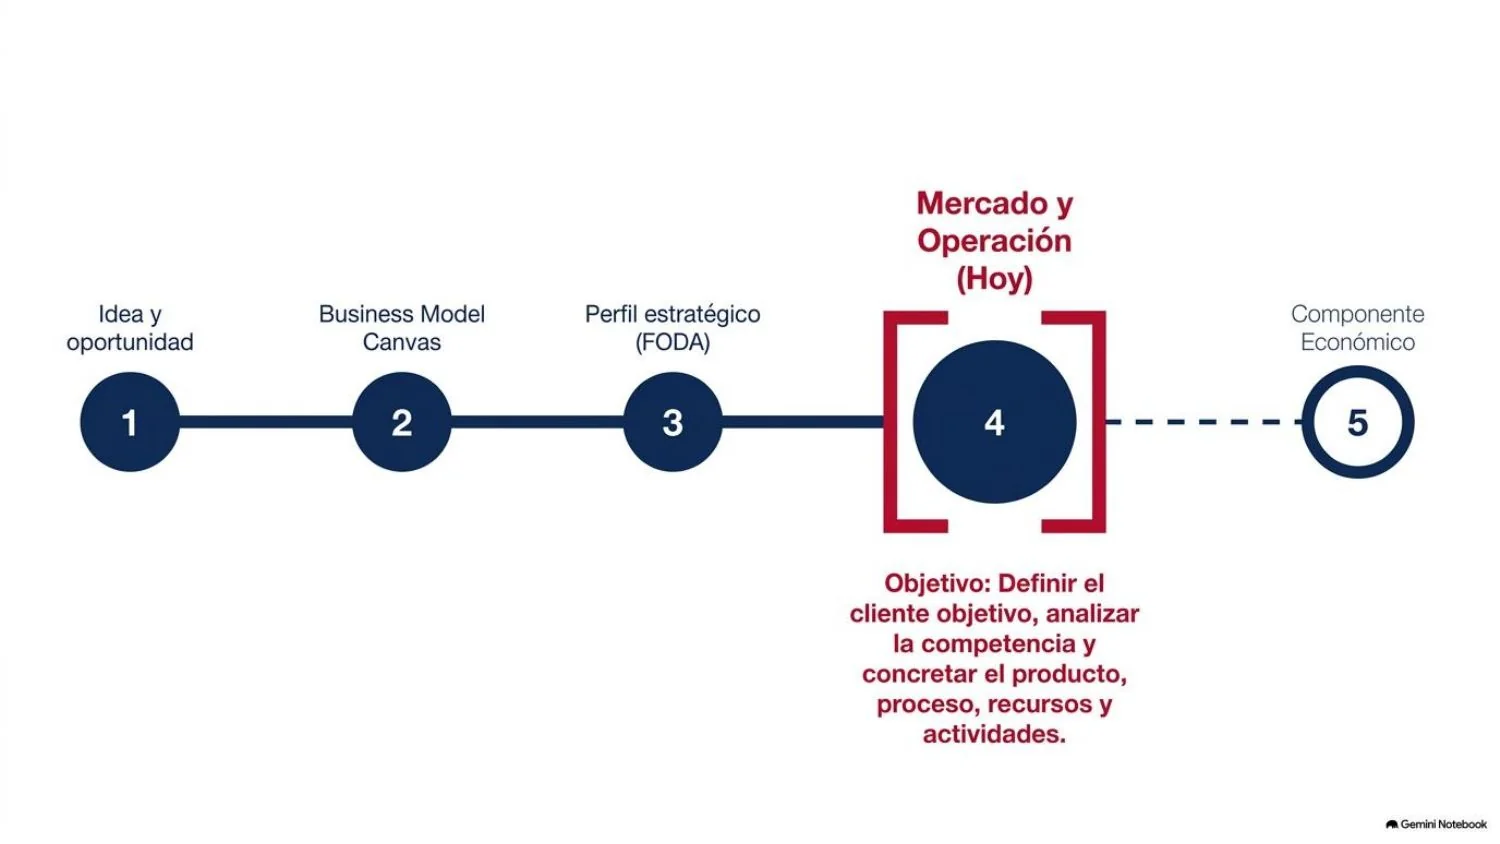 Mercado y
Operación
(Hoy)
Idea y
oportunidad
Business Model
Canvas
Perfil estratégico
(FODA)
Componente
Económico
1
2
3
4
5
Objetivo: Definir el
cliente objetivo, analizar
la competencia y
concretar el producto,
proceso, recursos y
actividades.
Gemini Notebook